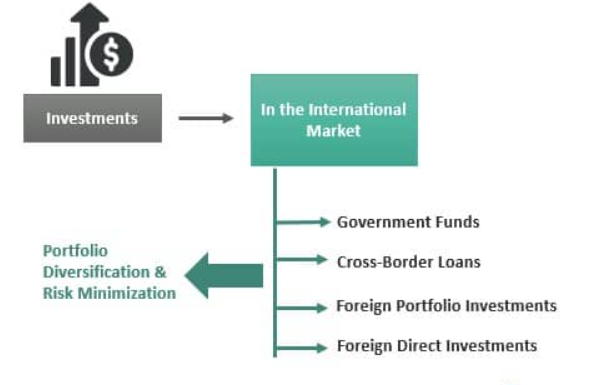 $
Investments
In the International
Market
Government Funds
Cross-Border Loans
Foreign Portfolio Investments
Foreign Direct Investments
Portfolio
Diversification &
Risk Minimization